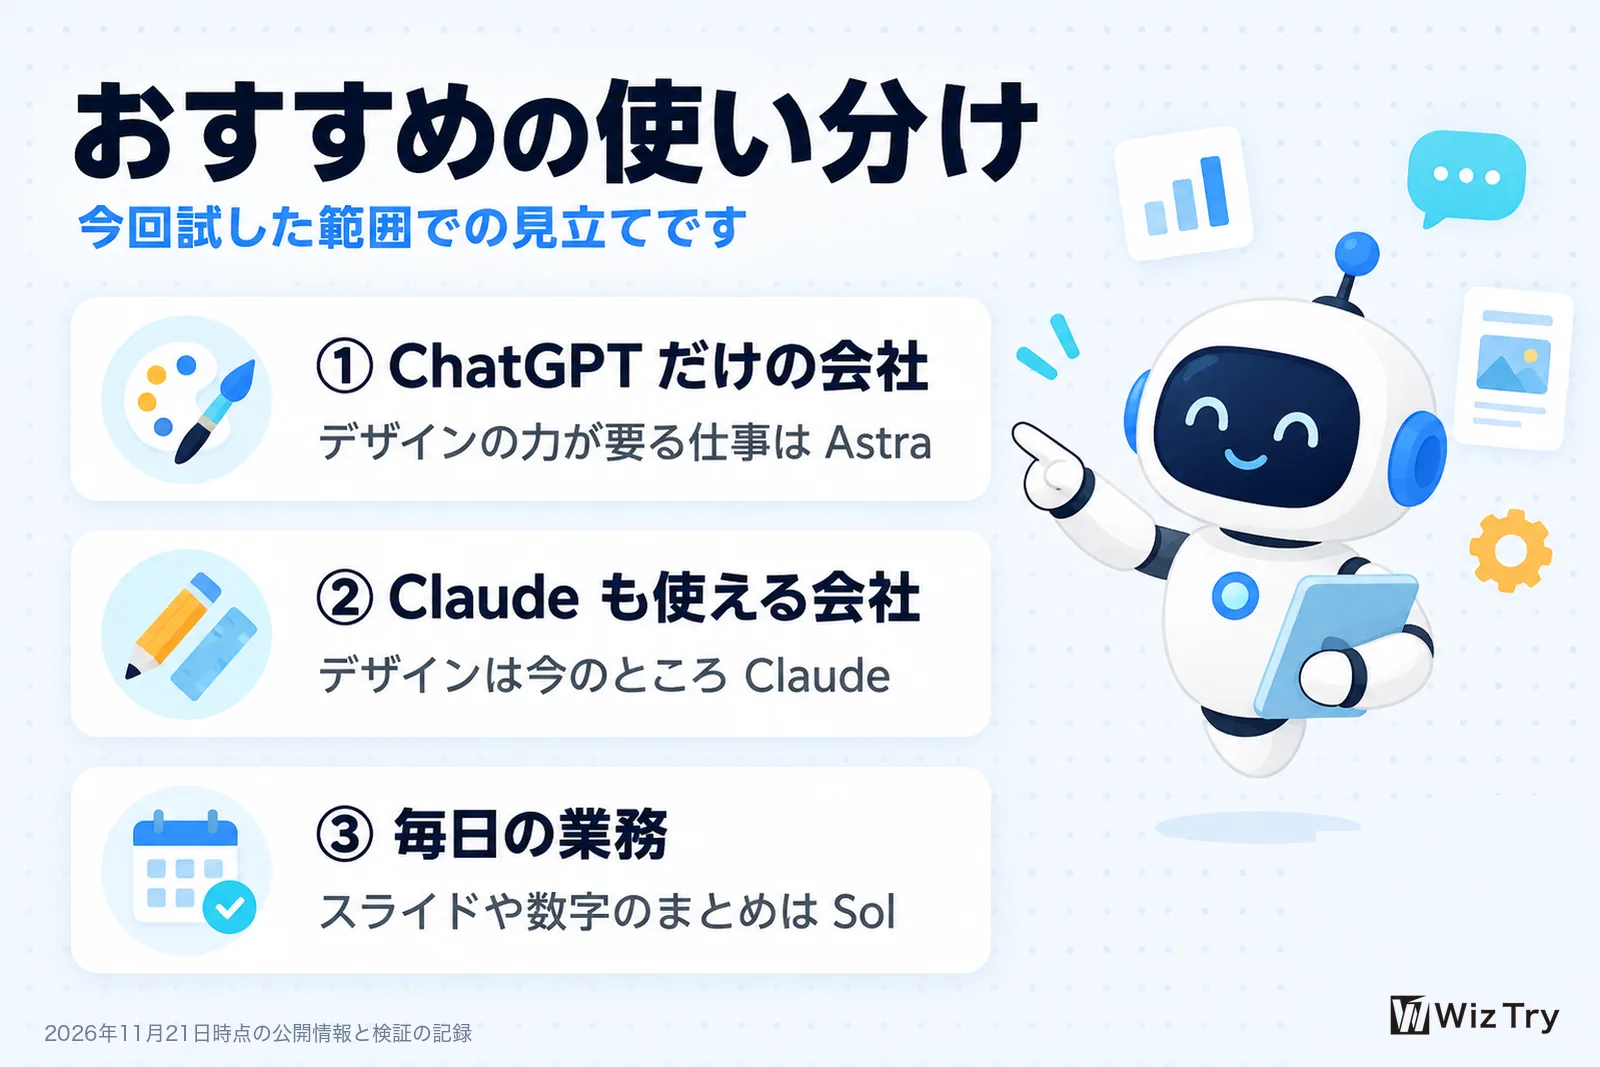 おすすめの使い分け
今回試した範囲での見立てです
① ChatGPT だけの会社
デザインの力が要る仕事は Astra
② Claude も使える会社
デザインは今のところ Claude
③ 毎日の業務
スライドや数字のまとめは Sol
2026年11月21日時点の公開情報と検証の記録
Wiz Try